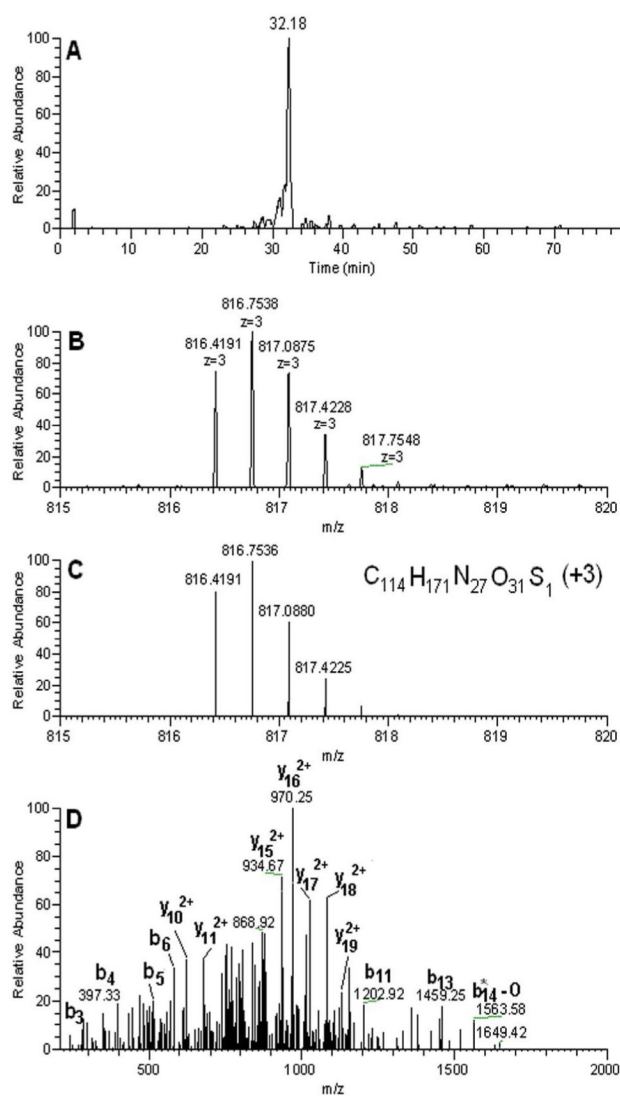 A
32.18
Relative Abundance
100
80
60
40
20
0
0 10 20 30 40 50 60 70
Time (min)
B
816.7538
z=3
816.4191
z=3
817.0875
z=3
817.4228
z=3
817.7548
z=3
Relative Abundance
100
80
60
40
20
0
815 816 817 818 819 820
m/z
C
816.7536
816.4191
817.0880
817.4225
C114H171N27O31S1 (+3)
Relative Abundance
100
80
60
40
20
0
815 816 817 818 819 820
m/z
D
y16 2+
970.25
y15 2+
934.67
y17 2+
y18 2+
y10 2+
y11 2+
868.92
y19 2+
b6
b4
397.33
b5
b3
b11
1202.92
b13
1459.25
b14* - O
1563.58
1649.42
Relative Abundance
100
80
60
40
20
0
500 1000 1500 2000
m/z